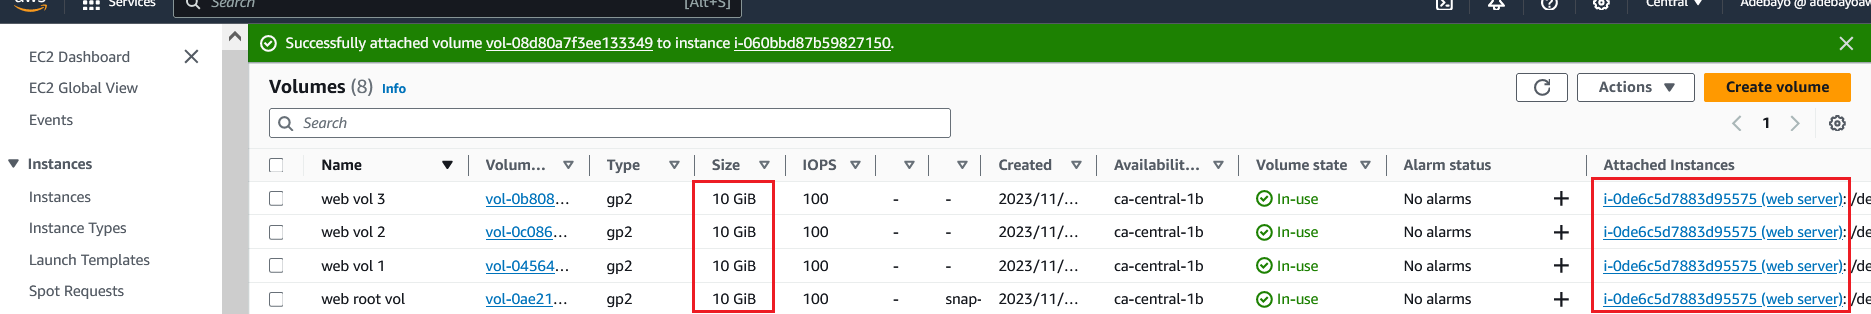 aws Services Search [Alt+S] Central Adebayo @ adebayoaw
Successfully attached volume vol-08d80a7f3ee133349 to instance i-060bbd87b59827150.
EC2 Dashboard
EC2 Global View
Events
Instances
Instances
Instance Types
Launch Templates
Spot Requests
Volumes (8) Info
Actions
Create volume
Search
1
Name Volum... Type Size IOPS Created Availabilit... Volume state Alarm status Attached Instances
web vol 3 vol-0b808... gp2 10 GiB 100 - - 2023/11/... ca-central-1b In-use No alarms + i-0de6c5d7883d95575 (web server): /de
web vol 2 vol-0c086... gp2 10 GiB 100 - - 2023/11/... ca-central-1b In-use No alarms + i-0de6c5d7883d95575 (web server): /de
web vol 1 vol-04564... gp2 10 GiB 100 - - 2023/11/... ca-central-1b In-use No alarms + i-0de6c5d7883d95575 (web server): /de
web root vol vol-0ae21... gp2 10 GiB 100 - snap- 2023/11/... ca-central-1b In-use No alarms + i-0de6c5d7883d95575 (web server): /de